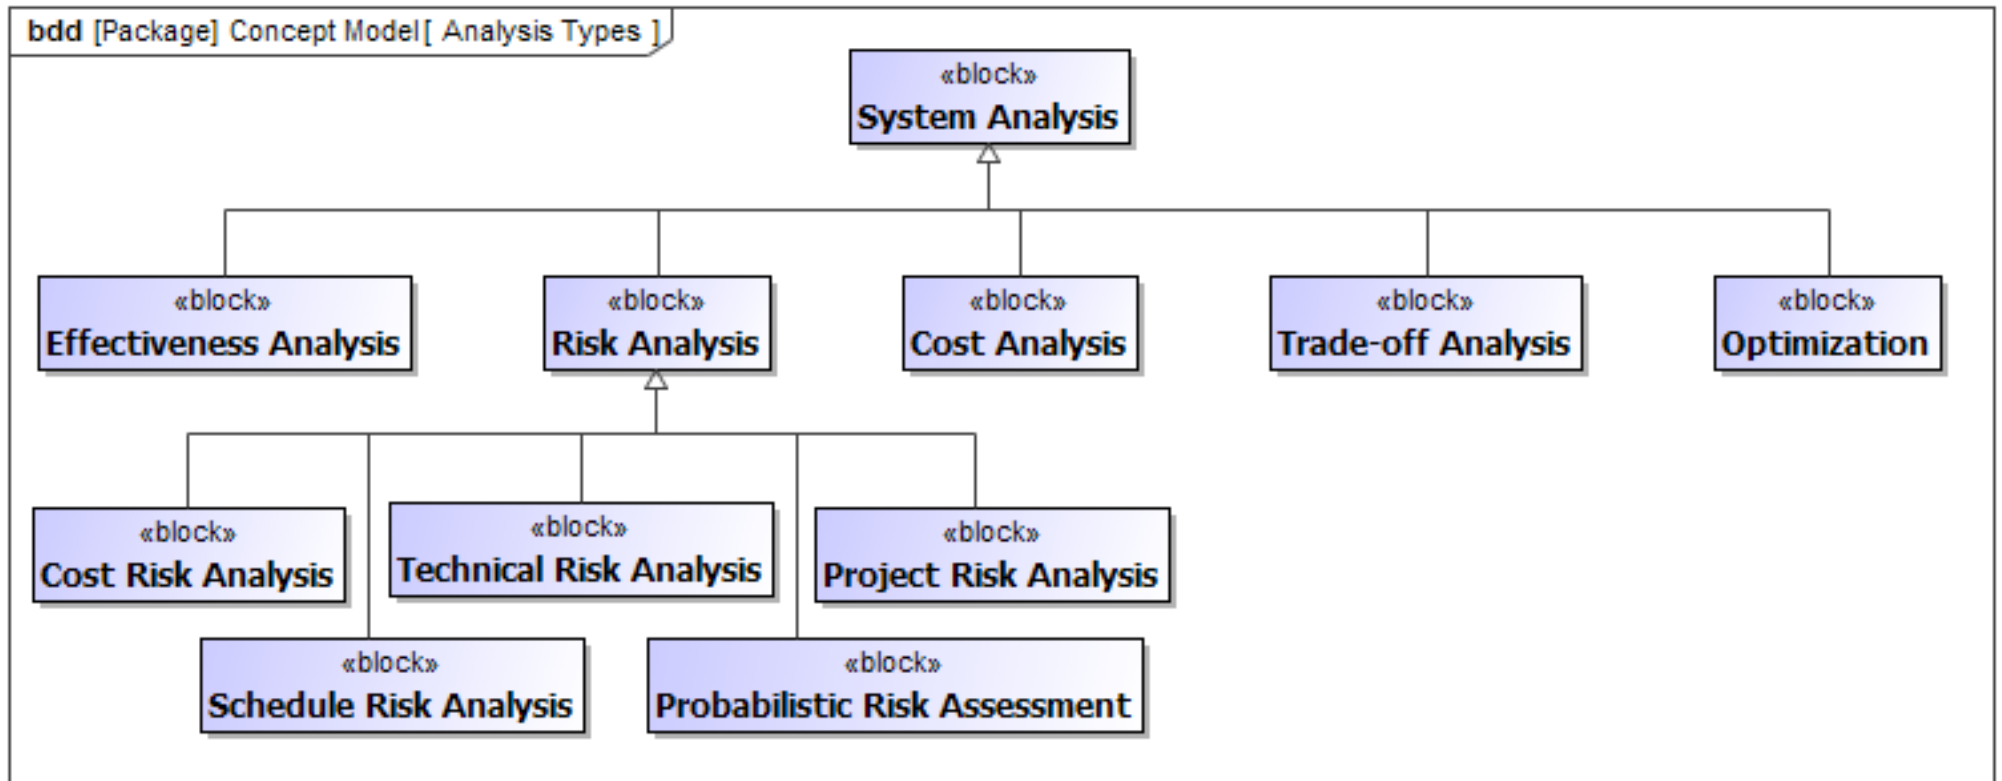 bdd [Package] Concept Model[ Analysis Types ]
«block»
System Analysis
«block»
Effectiveness Analysis
«block»
Risk Analysis
«block»
Cost Analysis
«block»
Trade-off Analysis
«block»
Optimization
«block»
Cost Risk Analysis
«block»
Technical Risk Analysis
«block»
Project Risk Analysis
«block»
Schedule Risk Analysis
«block»
Probabilistic Risk Assessment